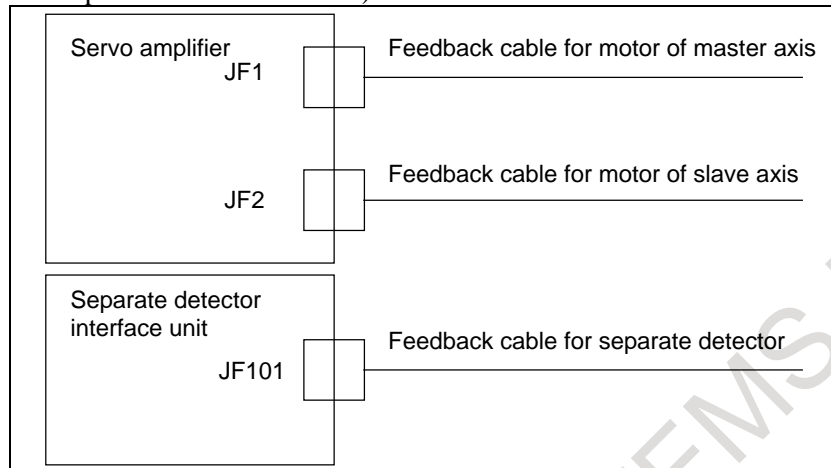 Servo amplifier
JF1
Feedback cable for motor of master axis
JF2
Feedback cable for motor of slave axis
Separate detector
interface unit
JF101
Feedback cable for separate detector